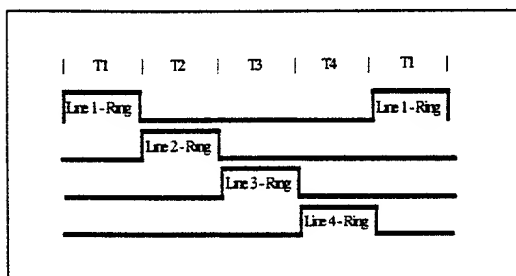 | T1 | T2 | T3 | T4 | T1 |
Line 1-Ring Line 1-Ring
Line 2-Ring
Line 3-Ring
Line 4-Ring